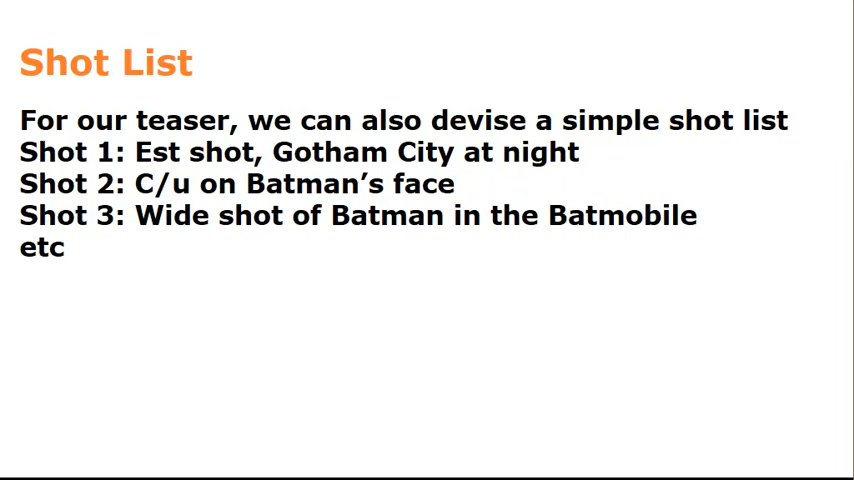 Shot List
For our teaser, we can also devise a simple shot list
Shot 1: Est shot, Gotham City at night
Shot 2: C/u on Batman’s face
Shot 3: Wide shot of Batman in the Batmobile
etc